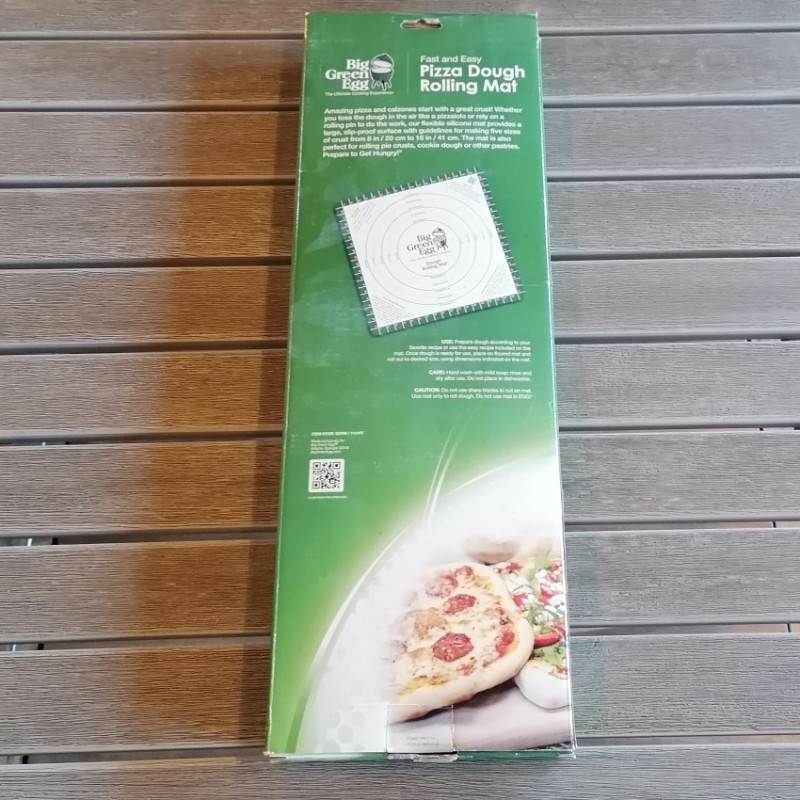 Big
Green
Egg
The Ultimate Cooking Experience
Fast and Easy
Pizza Dough
Rolling Mat
Amazing pizza and calzones start with a great crust! Whether
you toss the dough in the air like a pizzaiolo or rely on a
rolling pin to do the work, our flexible silicone mat provides a
large, slip-proof surface with guidelines for making five sizes
of crust from 8 in / 20 cm to 16 in / 41 cm. The mat is also
perfect for rolling pie crusts, cookie dough or other pastries.
Prepare to Get Hungry!
Big
Green
Egg
Dough
Rolling Mat
USE: Prepare dough according to your
favorite recipe or use the easy recipe included on the
mat. Once dough is ready for use, place on floured mat and
roll out to desired size, using dimensions indicated on the mat.
CARE: Hand wash with mild soap; rinse and
dry after use. Do not place in dishwasher.
CAUTION: Do not use sharp blades to cut on mat.
Use mat only to roll dough. Do not use mat in EGG!
Big Green Egg